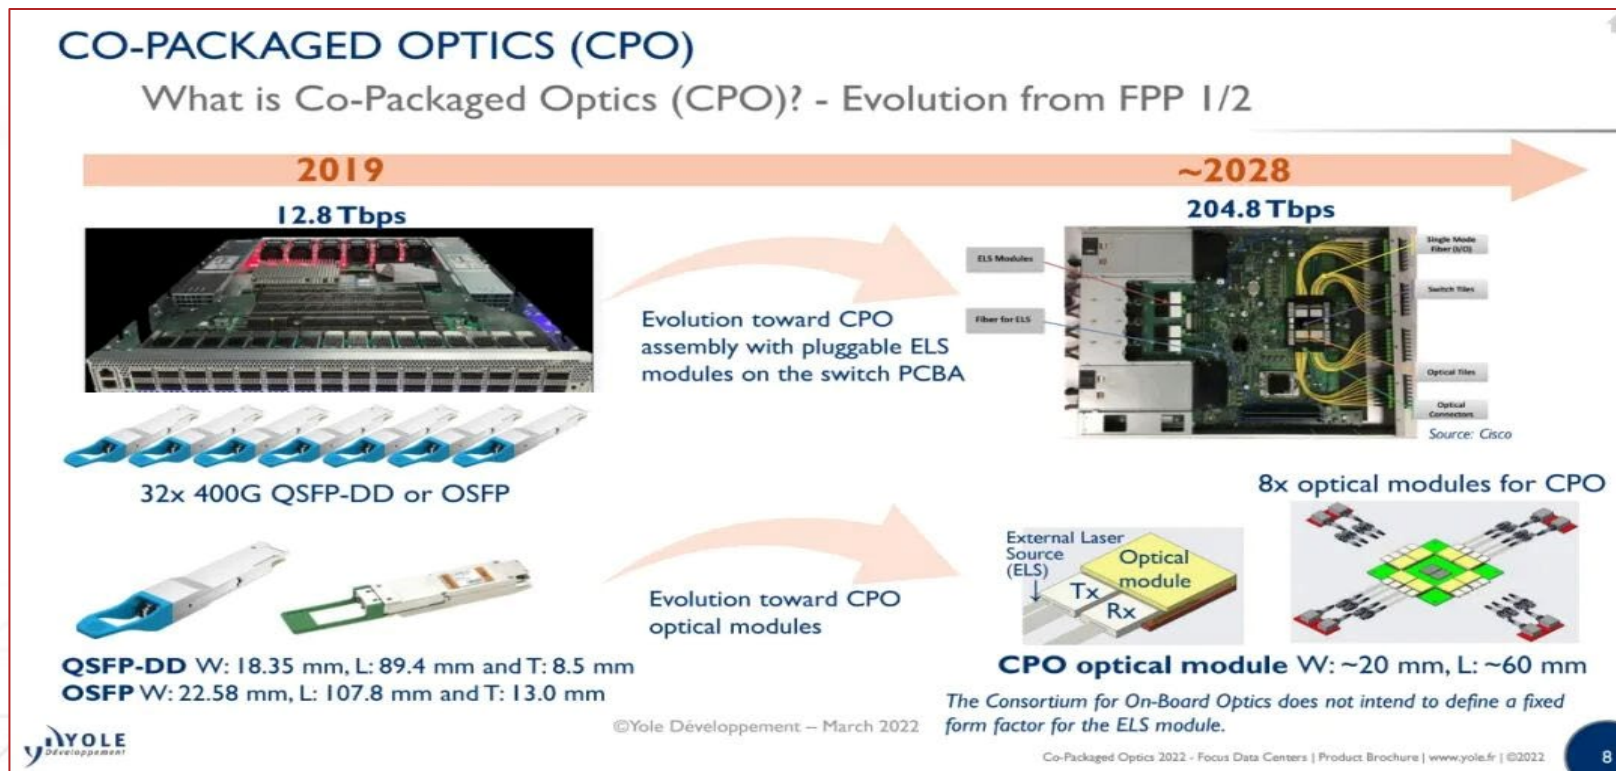 CO-PACKAGED OPTICS (CPO)
What is Co-Packaged Optics (CPO)? - Evolution from FPP 1/2
2019
~2028
12.8 Tbps
204.8 Tbps
ELS Modules
Fiber for ELS
Single Mode
Fiber (I/O)
Switch Tiles
Optical Tiles
Optical
Connectors
Source: Cisco
Evolution toward CPO
assembly with pluggable ELS
modules on the switch PCBA
32x 400G QSFP-DD or OSFP
8x optical modules for CPO
External Laser
Source
(ELS)
Optical
module
Tx
Rx
Evolution toward CPO
optical modules
QSFP-DD W: 18.35 mm, L: 89.4 mm and T: 8.5 mm
OSFP W: 22.58 mm, L: 107.8 mm and T: 13.0 mm
CPO optical module W: ~20 mm, L: ~60 mm
The Consortium for On-Board Optics does not intend to define a fixed
form factor for the ELS module.
©Yole Développement – March 2022
YOLE
Développement
Co-Packaged Optics 2022 - Focus Data Centers | Product Brochure | www.yole.fr | ©2022
8